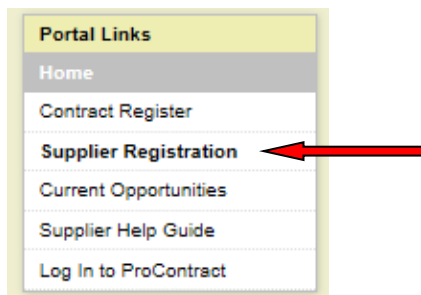 Portal Links
Home
Contract Register
Supplier Registration
Current Opportunities
Supplier Help Guide
Log In to ProContract